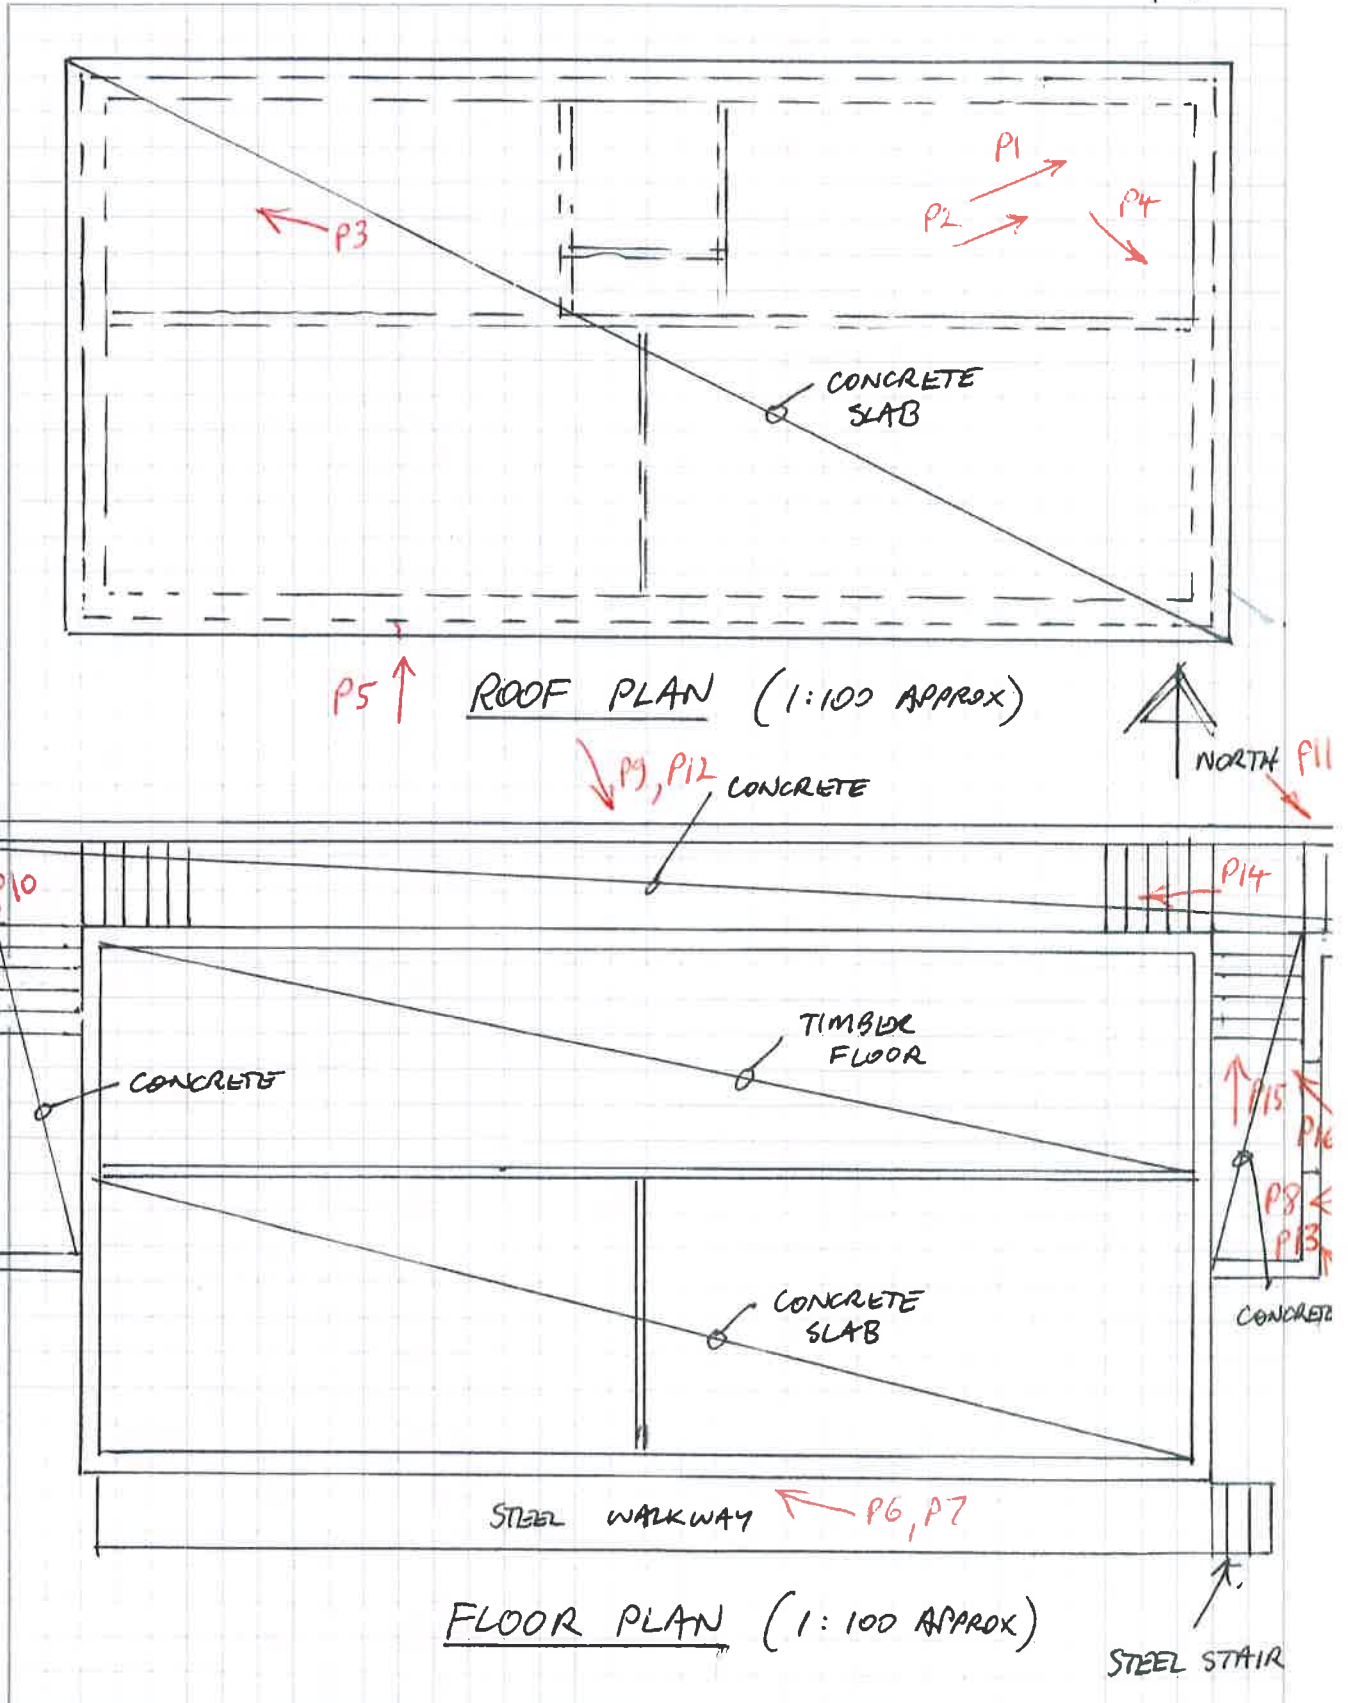 P1
P2
P4
P3
CONCRETE
SLAB
P5
ROOF PLAN (1:100 APPROX)
NORTH
P11
P9, P12
CONCRETE
P10
P14
TIMBER
FLOOR
CONCRETE
P15
P16
P8
P13
CONCRETE
SLAB
CONCRETE
STEEL WALKWAY
P6, P7
FLOOR PLAN (1:100 APPROX)
STEEL STAIR